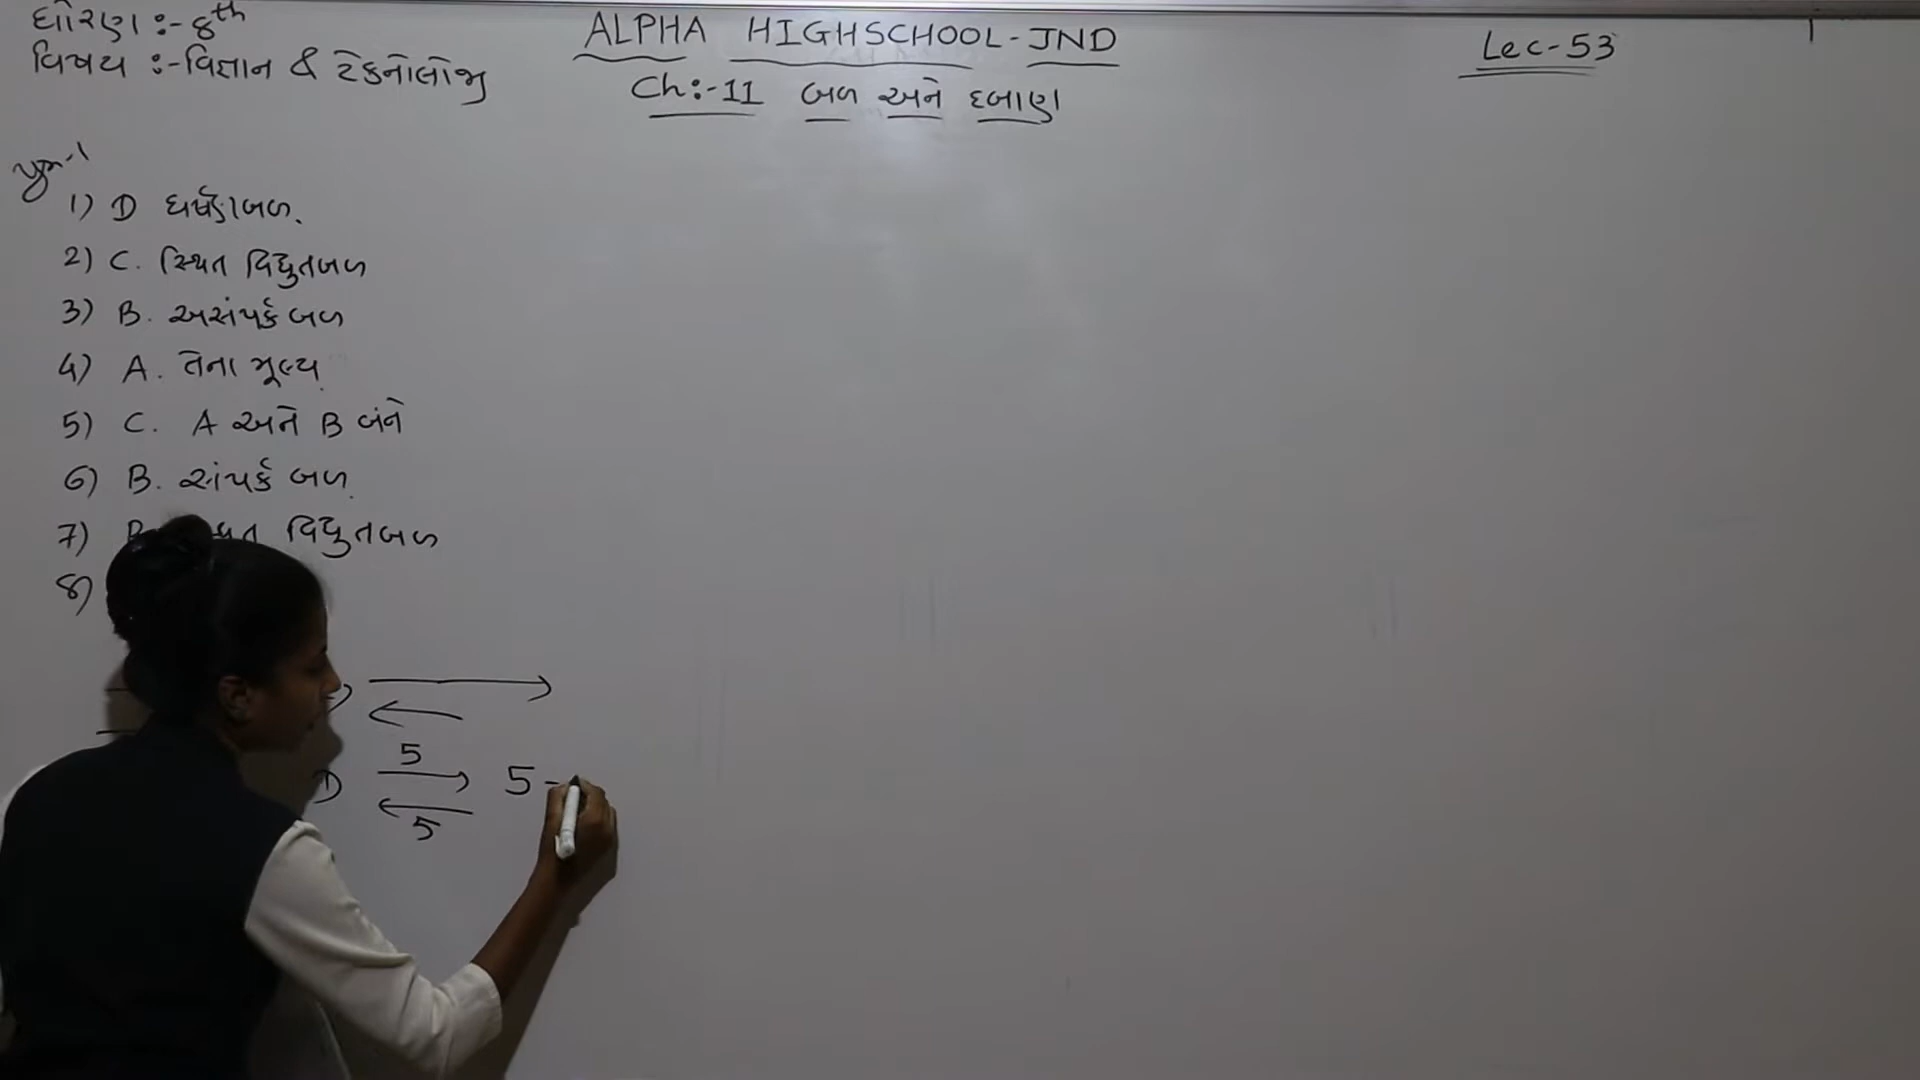 ધોરણ :- 8th
વિષય :- વિજ્ઞાન & ટેકનોલોજી
ALPHA HIGHSCHOOL-JND
Ch:-11 બળ અને દબાણ
Lec-53
1) D ઘર્ષણબળ.
2) C. સ્થિત વિદ્યુતબળ
3) B. અસંપર્ક બળ
4) A. તેના મૂલ્ય
5) C. A અને B બંને
6) B. સંપર્ક બળ.
7) વિદ્યુતબળ
8)
5
D 5 -
5